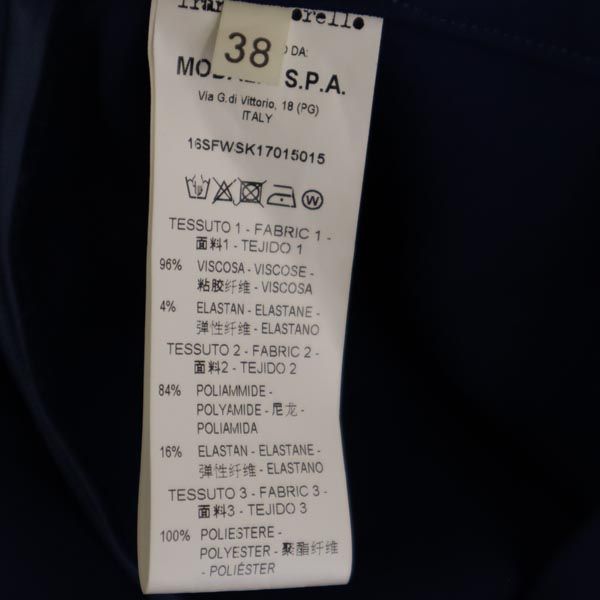 38
O DA:
S.P.A.
Via G.di Vittorio, 18 (PG)
ITALY
16SFWSK17015015
W
TESSUTO 1 - FABRIC 1 -
面料1 - TEJIDO 1
96% VISCOSA - VISCOSE -
粘胶纤维 - VISCOSA
4% ELASTAN - ELASTANE -
弹性纤维 - ELASTANO
TESSUTO 2 - FABRIC 2 -
面料2 - TEJIDO 2
84% POLIAMMIDE -
POLYAMIDE - 尼龙 -
POLIAMIDA
16% ELASTAN - ELASTANE -
弹性纤维 - ELASTANO
TESSUTO 3 - FABRIC 3 -
面料3 - TEJIDO 3
100% POLIESTERE -
POLYESTER - 聚酯纤维
- POLIÉSTER